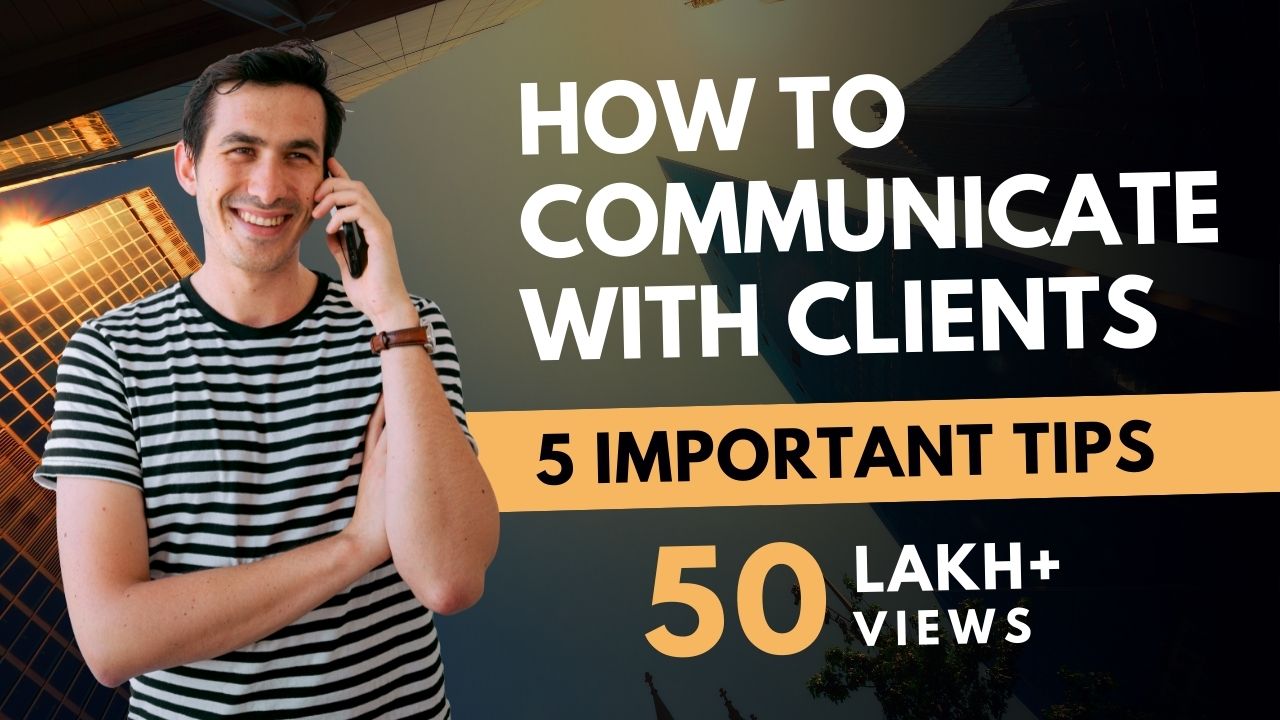 HOW TO
COMMUNICATE
WITH CLIENTS
5 IMPORTANT TIPS
50 LAKH+
VIEWS